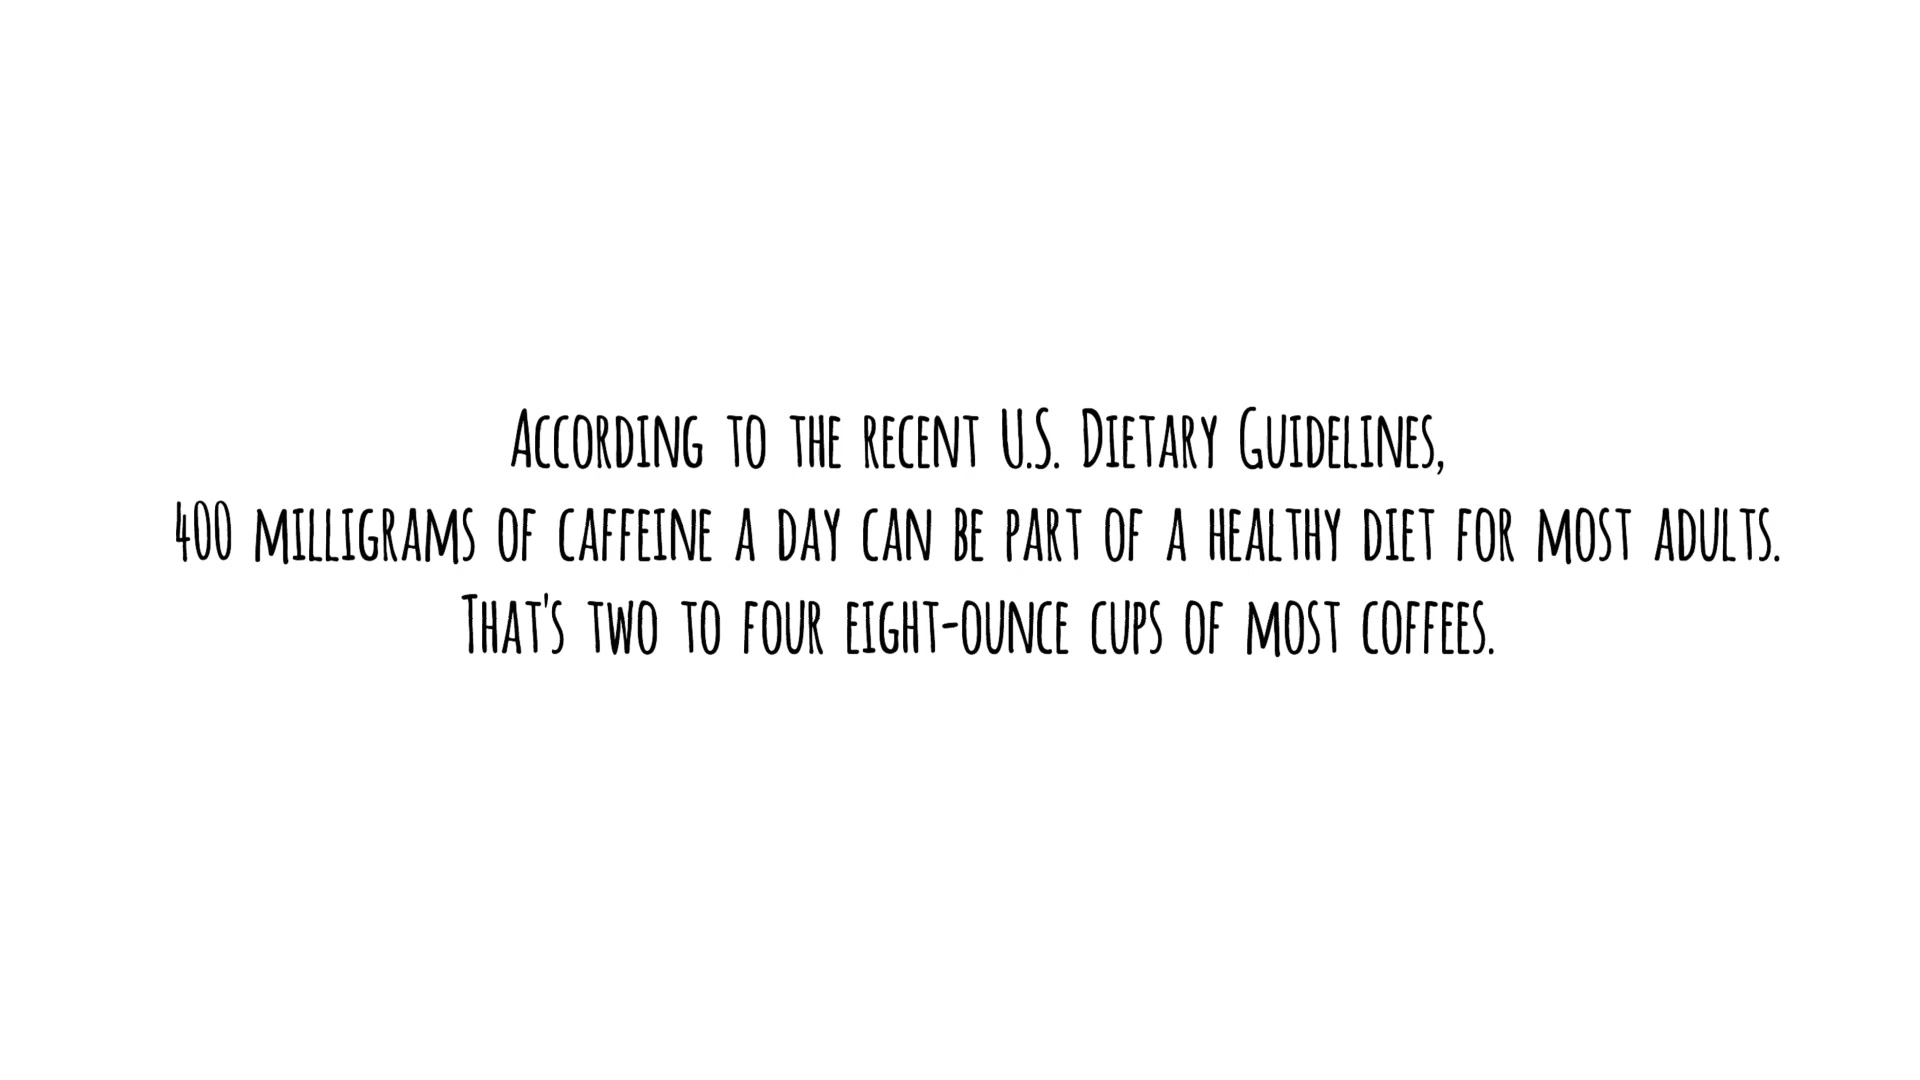 According to the recent U.S. Dietary Guidelines,
400 milligrams of caffeine a day can be part of a healthy diet for most adults.
That's two to four eight-ounce cups of most coffees.